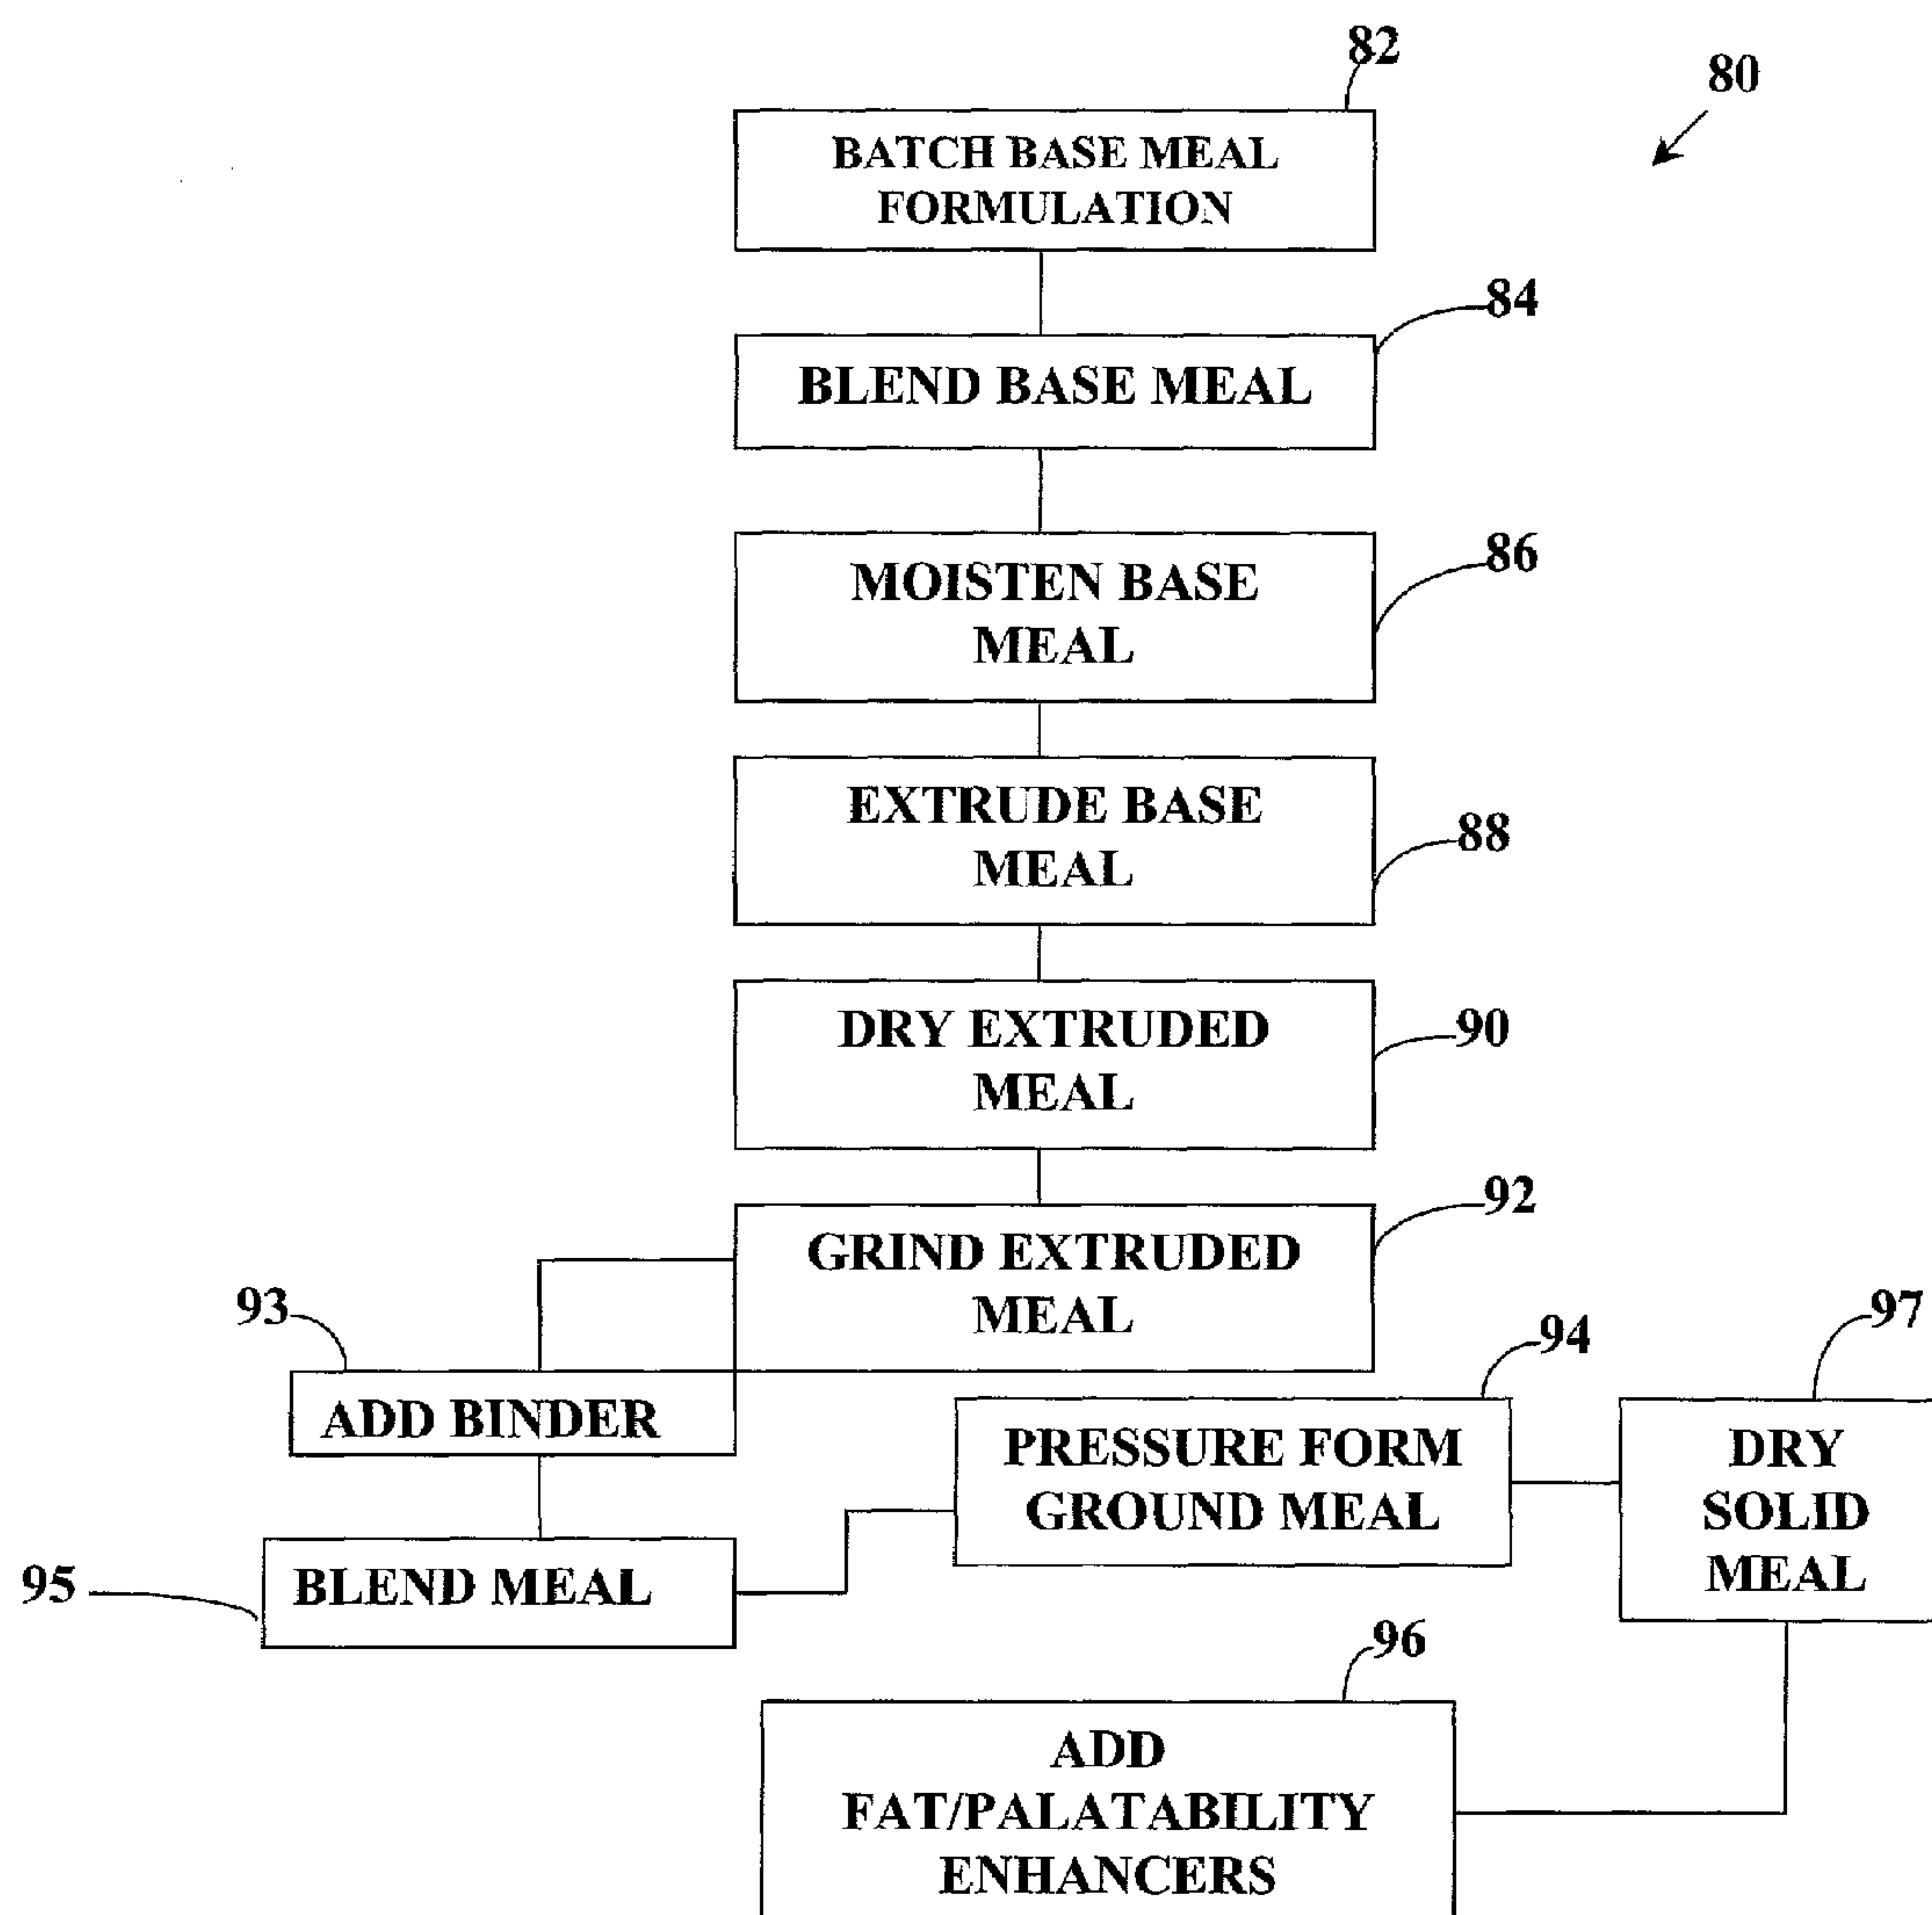 82
80
BATCH BASE MEAL
FORMULATION
84
BLEND BASE MEAL
86
MOISTEN BASE
MEAL
EXTRUDE BASE
MEAL
88
DRY EXTRUDED
MEAL
90
92
GRIND EXTRUDED
MEAL
93
ADD BINDER
94
PRESSURE FORM
GROUND MEAL
97
DRY
SOLID
MEAL
95
BLEND MEAL
96
ADD
FAT/PALATABILITY
ENHANCERS